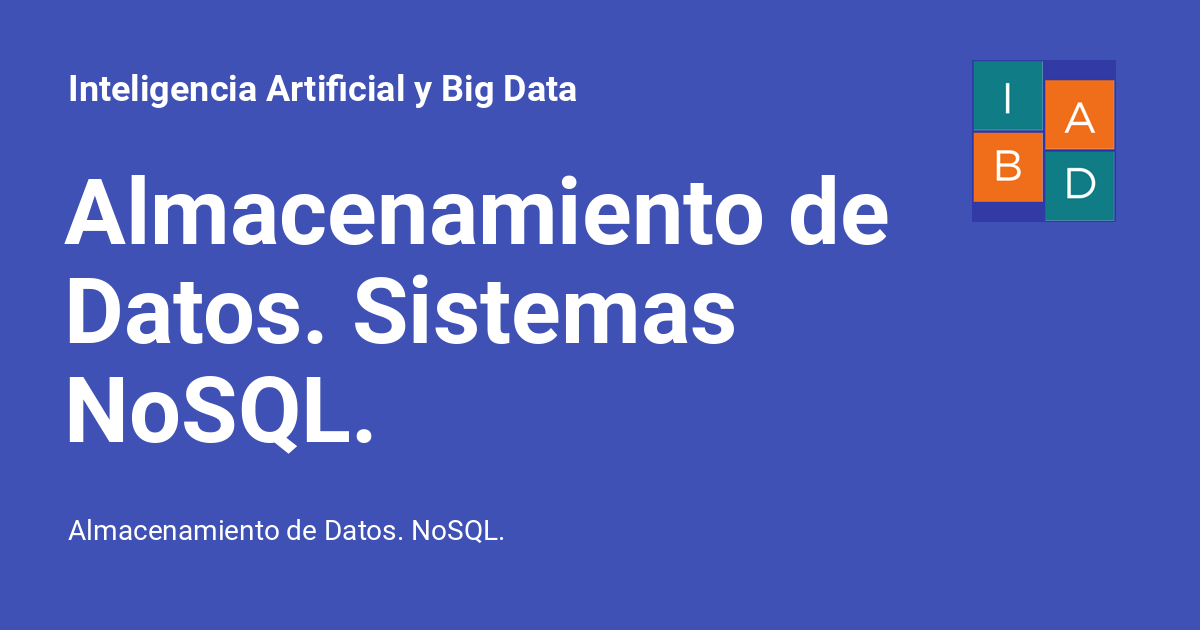 Inteligencia Artificial y Big Data
I
A
B
D
Almacenamiento de
Datos. Sistemas
NoSQL.
Almacenamiento de Datos. NoSQL.